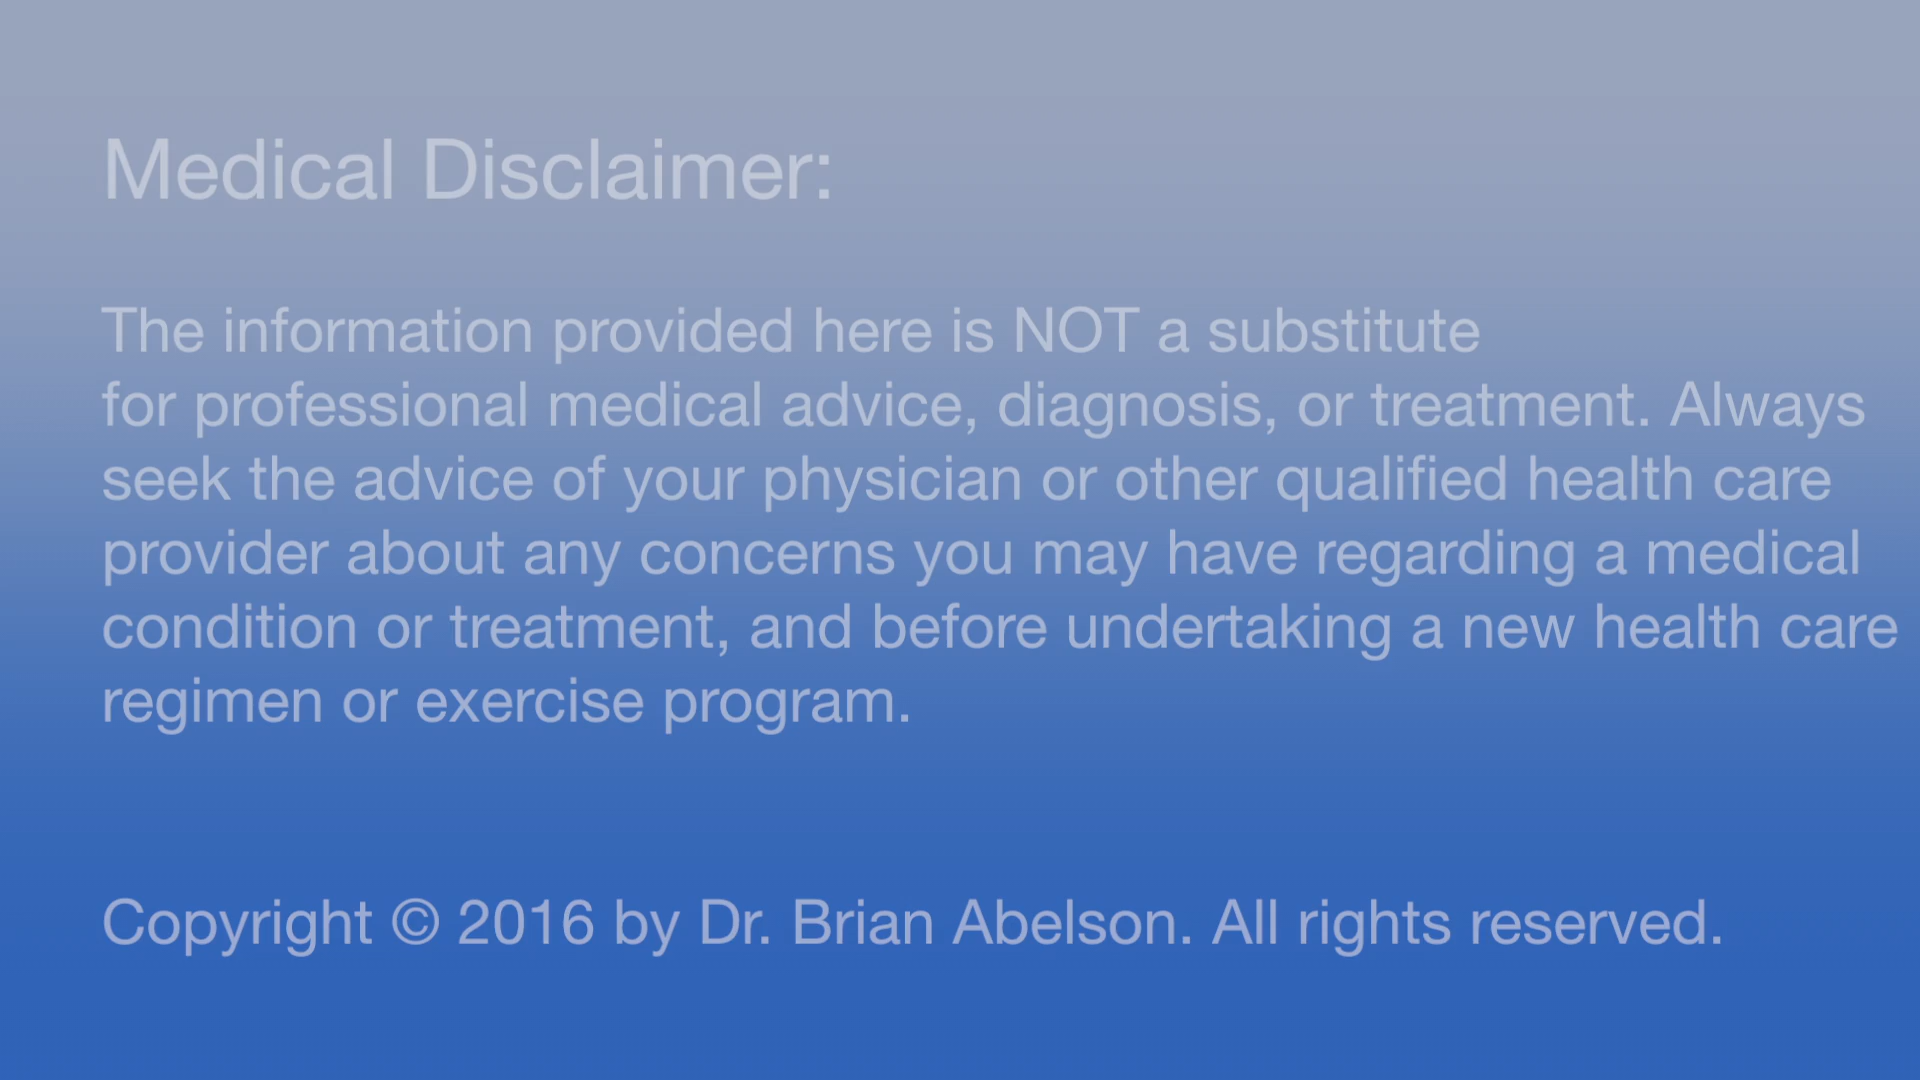 Medical Disclaimer:
The information provided here is NOT a substitute
for professional medical advice, diagnosis, or treatment. Always
seek the advice of your physician or other qualified health care
provider about any concerns you may have regarding a medical
condition or treatment, and before undertaking a new health care
regimen or exercise program.
Copyright © 2016 by Dr. Brian Abelson. All rights reserved.